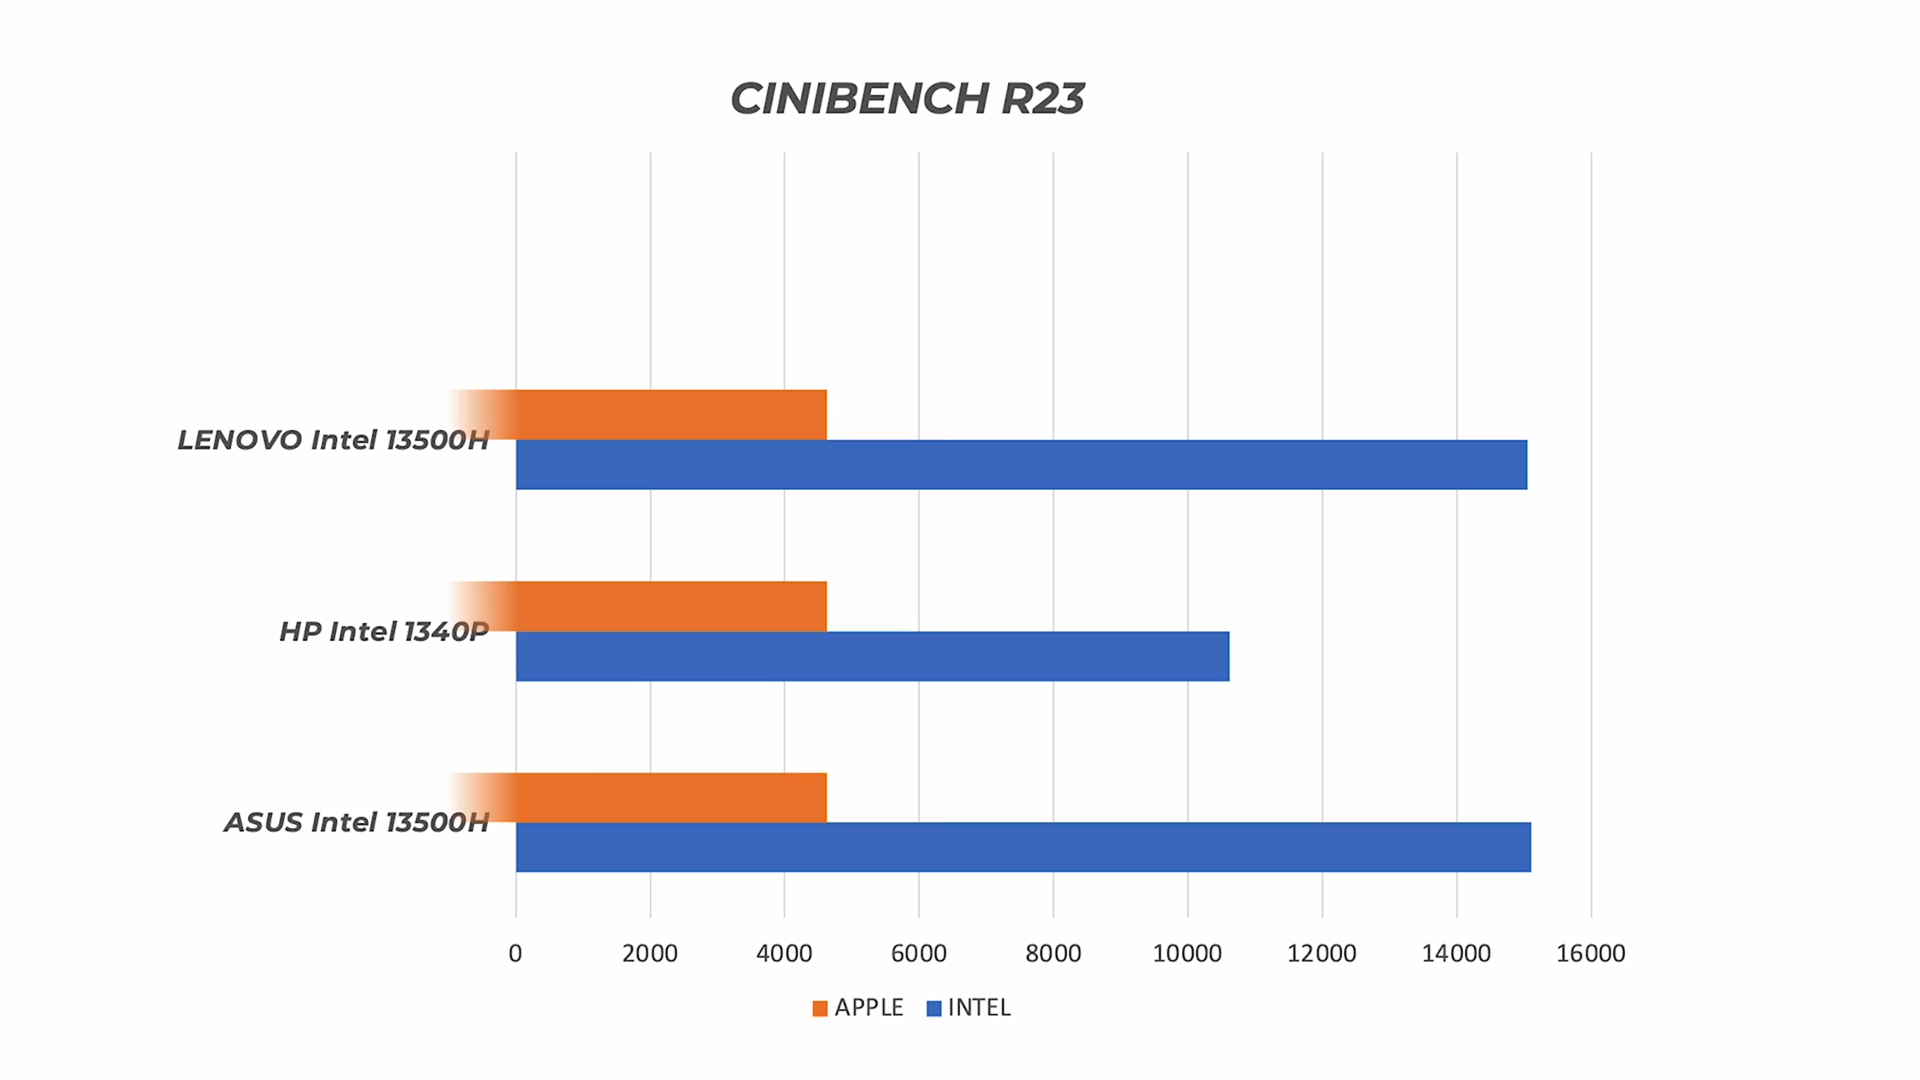 CINIBENCH R23
LENOVO Intel 13500H
HP Intel 1340P
ASUS Intel 13500H
0 2000 4000 6000 8000 10000 12000 14000 16000
APPLE INTEL